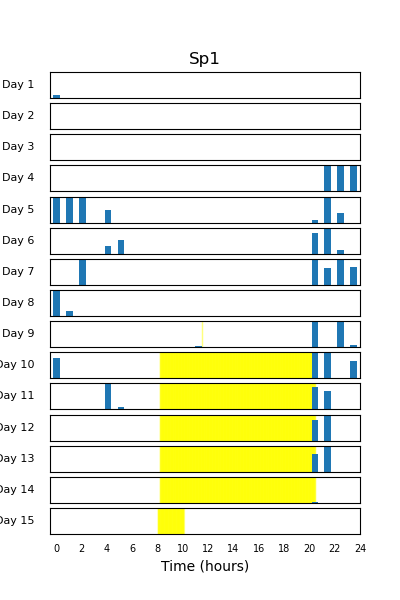 Sp1
Day 1
Day 2
Day 3
Day 4
Day 5
Day 6
Day 7
Day 8
Day 9
Day 10
Day 11
Day 12
Day 13
Day 14
Day 15
0 2 4 6 8 10 12 14 16 18 20 22 24
Time (hours)